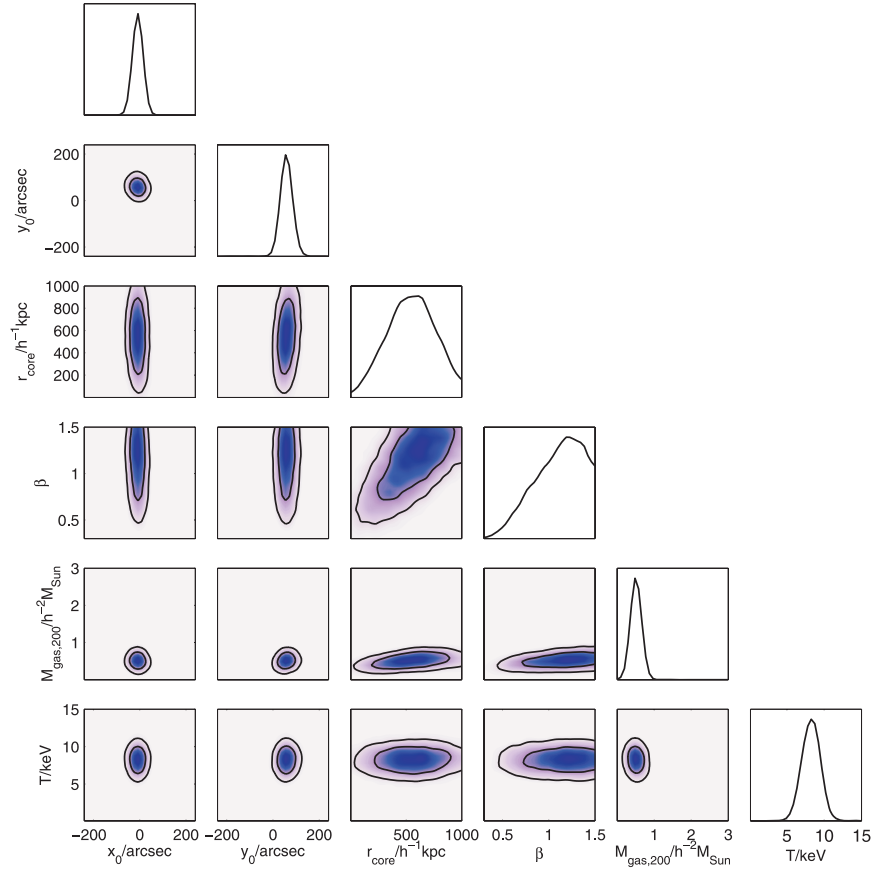 200
0
−200
y0/arcsec
1000
800
600
400
200
rcore/h−1kpc
1.5
1
0.5
β
3
2
1
Mgas,200/h−2MSun
15
10
5
T/keV
−200 0 200
−200 0 200
500 1000
0.5 1 1.5
1 2 3
5 10 15
x0/arcsec
y0/arcsec
rcore/h−1kpc
β
Mgas,200/h−2MSun
T/keV